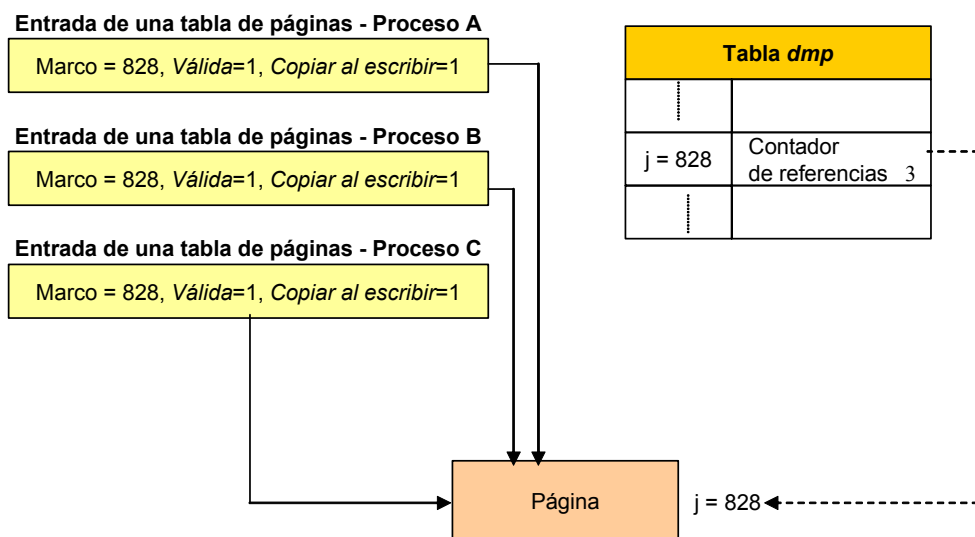 Entrada de una tabla de páginas - Proceso A
Marco = 828, Válida=1, Copiar al escribir=1
Entrada de una tabla de páginas - Proceso B
Marco = 828, Válida=1, Copiar al escribir=1
Entrada de una tabla de páginas - Proceso C
Marco = 828, Válida=1, Copiar al escribir=1
Tabla dmp
j = 828
Contador
de referencias 3
Página
j = 828